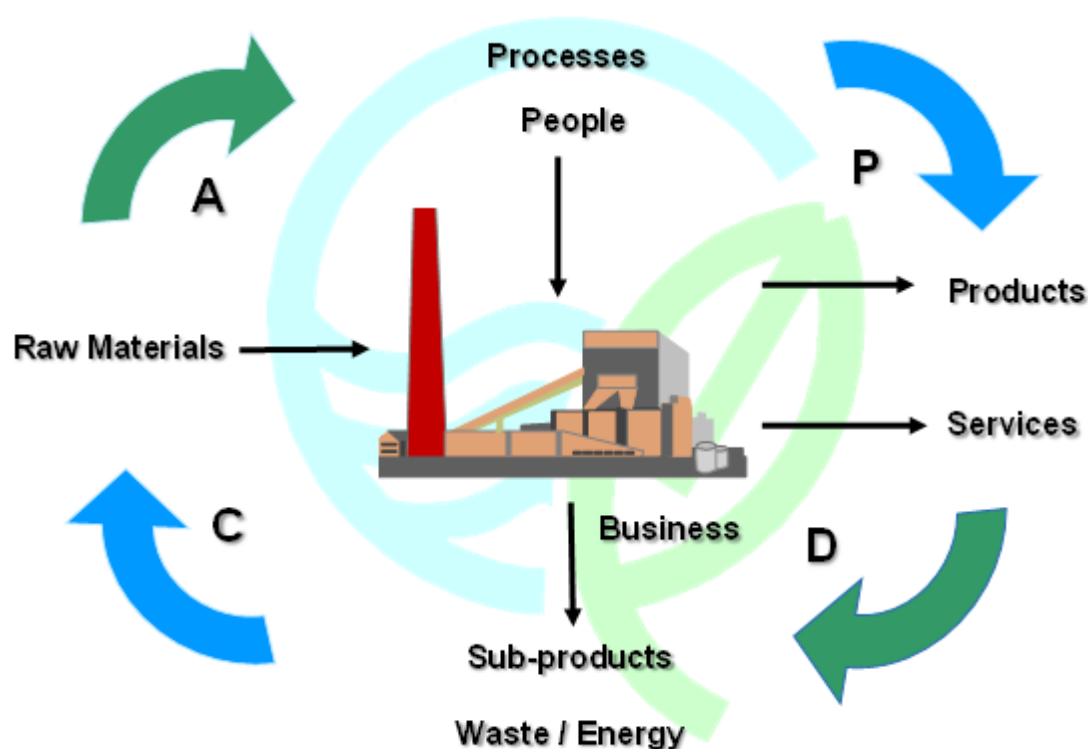 Processes
People
A
P
Products
Raw Materials
Services
C
Business
D
Sub-products
Waste / Energy